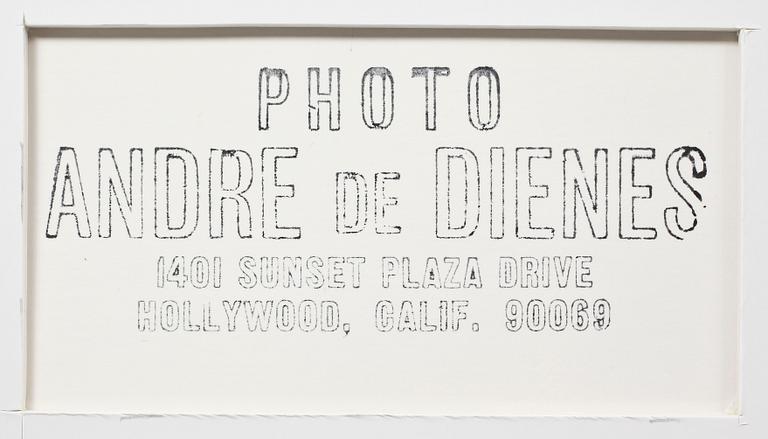 PHOTO
ANDRE DE DIENES
1401 SUNSET PLAZA DRIVE
HOLLYWOOD, CALIF. 90069